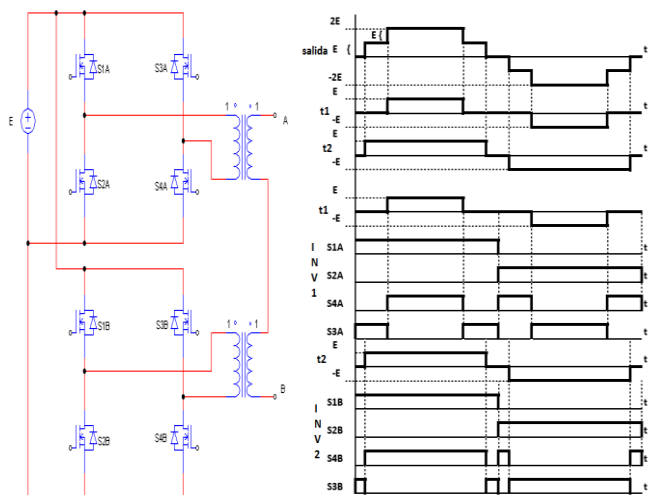 S1A
S3A
E
S2A
S4A
1 ° 1
A
S1B
S3B
1 ° 1
B
S2B
S4B
2E
E {
salida E {
t
-2E
E
t1
t
-E
E
t2
t
-E
E
t1
t
-E
I N V 1
S1A
t
S2A
t
S4A
t
S3A
t
E
t2
t
-E
I N V 2
S1B
t
S2B
t
S4B
t
S3B
t